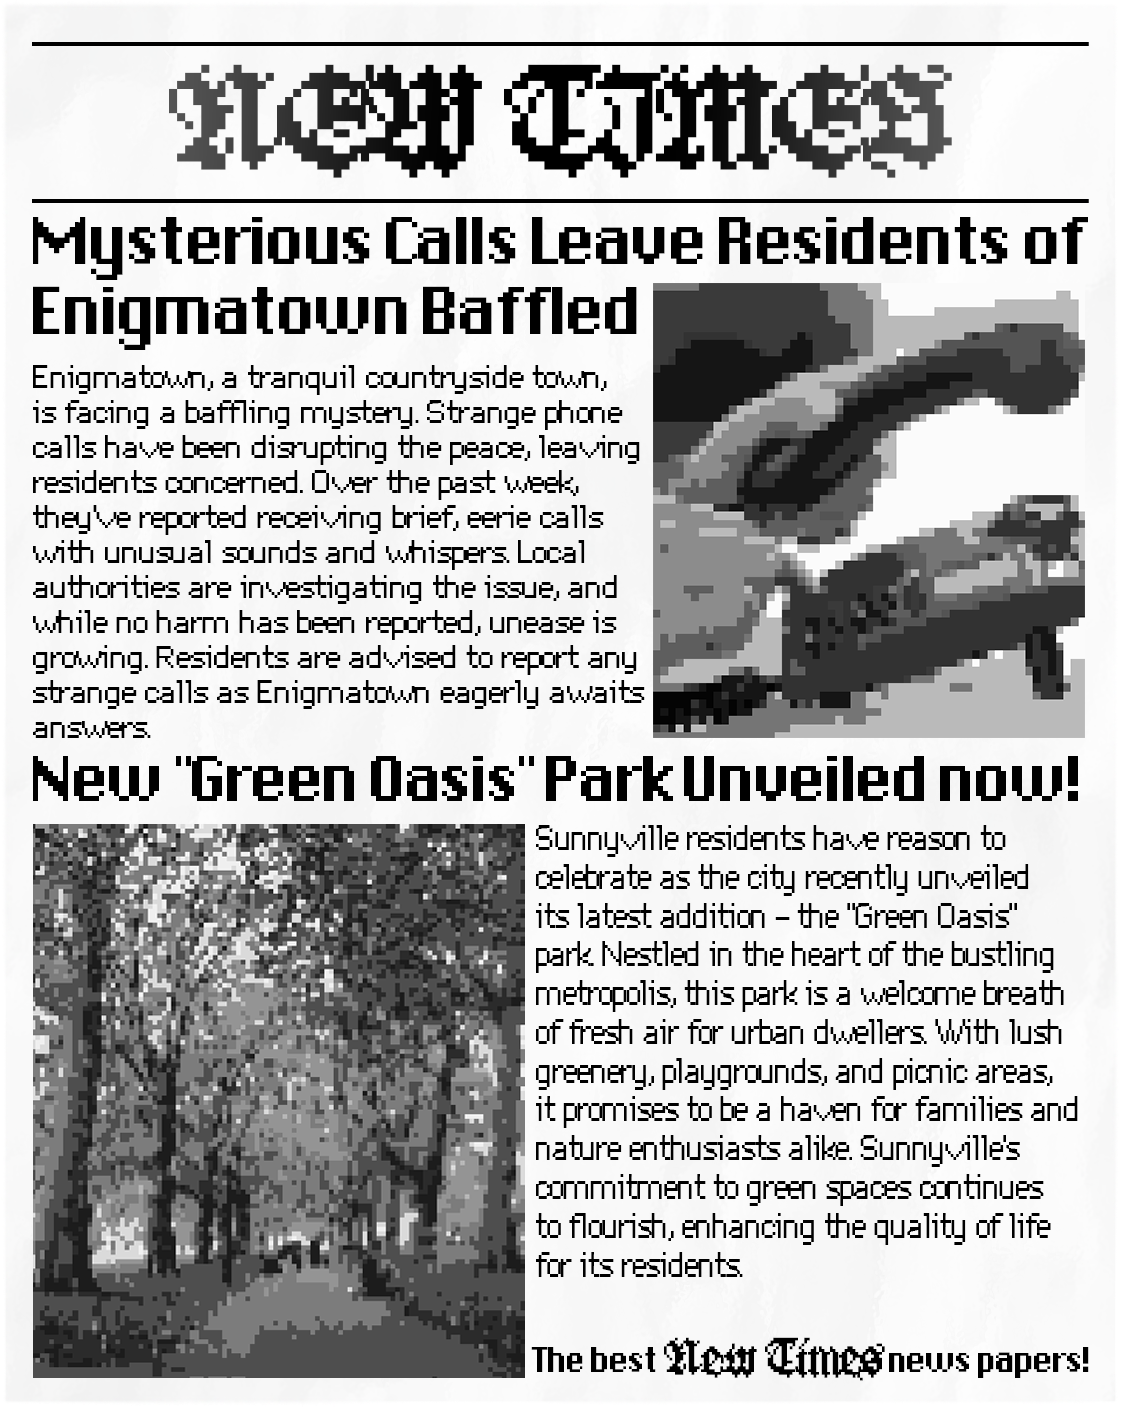 NEW TIMES
Mysterious Calls Leave Residents of
Enigmatown Baffled
Enigmatown, a tranquil countryside town,
is facing a baffling mystery. Strange phone
calls have been disrupting the peace, leaving
residents concerned. Over the past week,
they've reported receiving brief, eerie calls
with unusual sounds and whispers. Local
authorities are investigating the issue, and
while no harm has been reported, unease is
growing. Residents are advised to report any
strange calls as Enigmatown eagerly awaits
answers.
New "Green Oasis" Park Unveiled now!
Sunnyville residents have reason to
celebrate as the city recently unveiled
its latest addition – the "Green Oasis"
park. Nestled in the heart of the bustling
metropolis, this park is a welcome breath
of fresh air for urban dwellers. With lush
greenery, playgrounds, and picnic areas,
it promises to be a haven for families and
nature enthusiasts alike. Sunnyville's
commitment to green spaces continues
to flourish, enhancing the quality of life
for its residents.
The best New Times news papers!